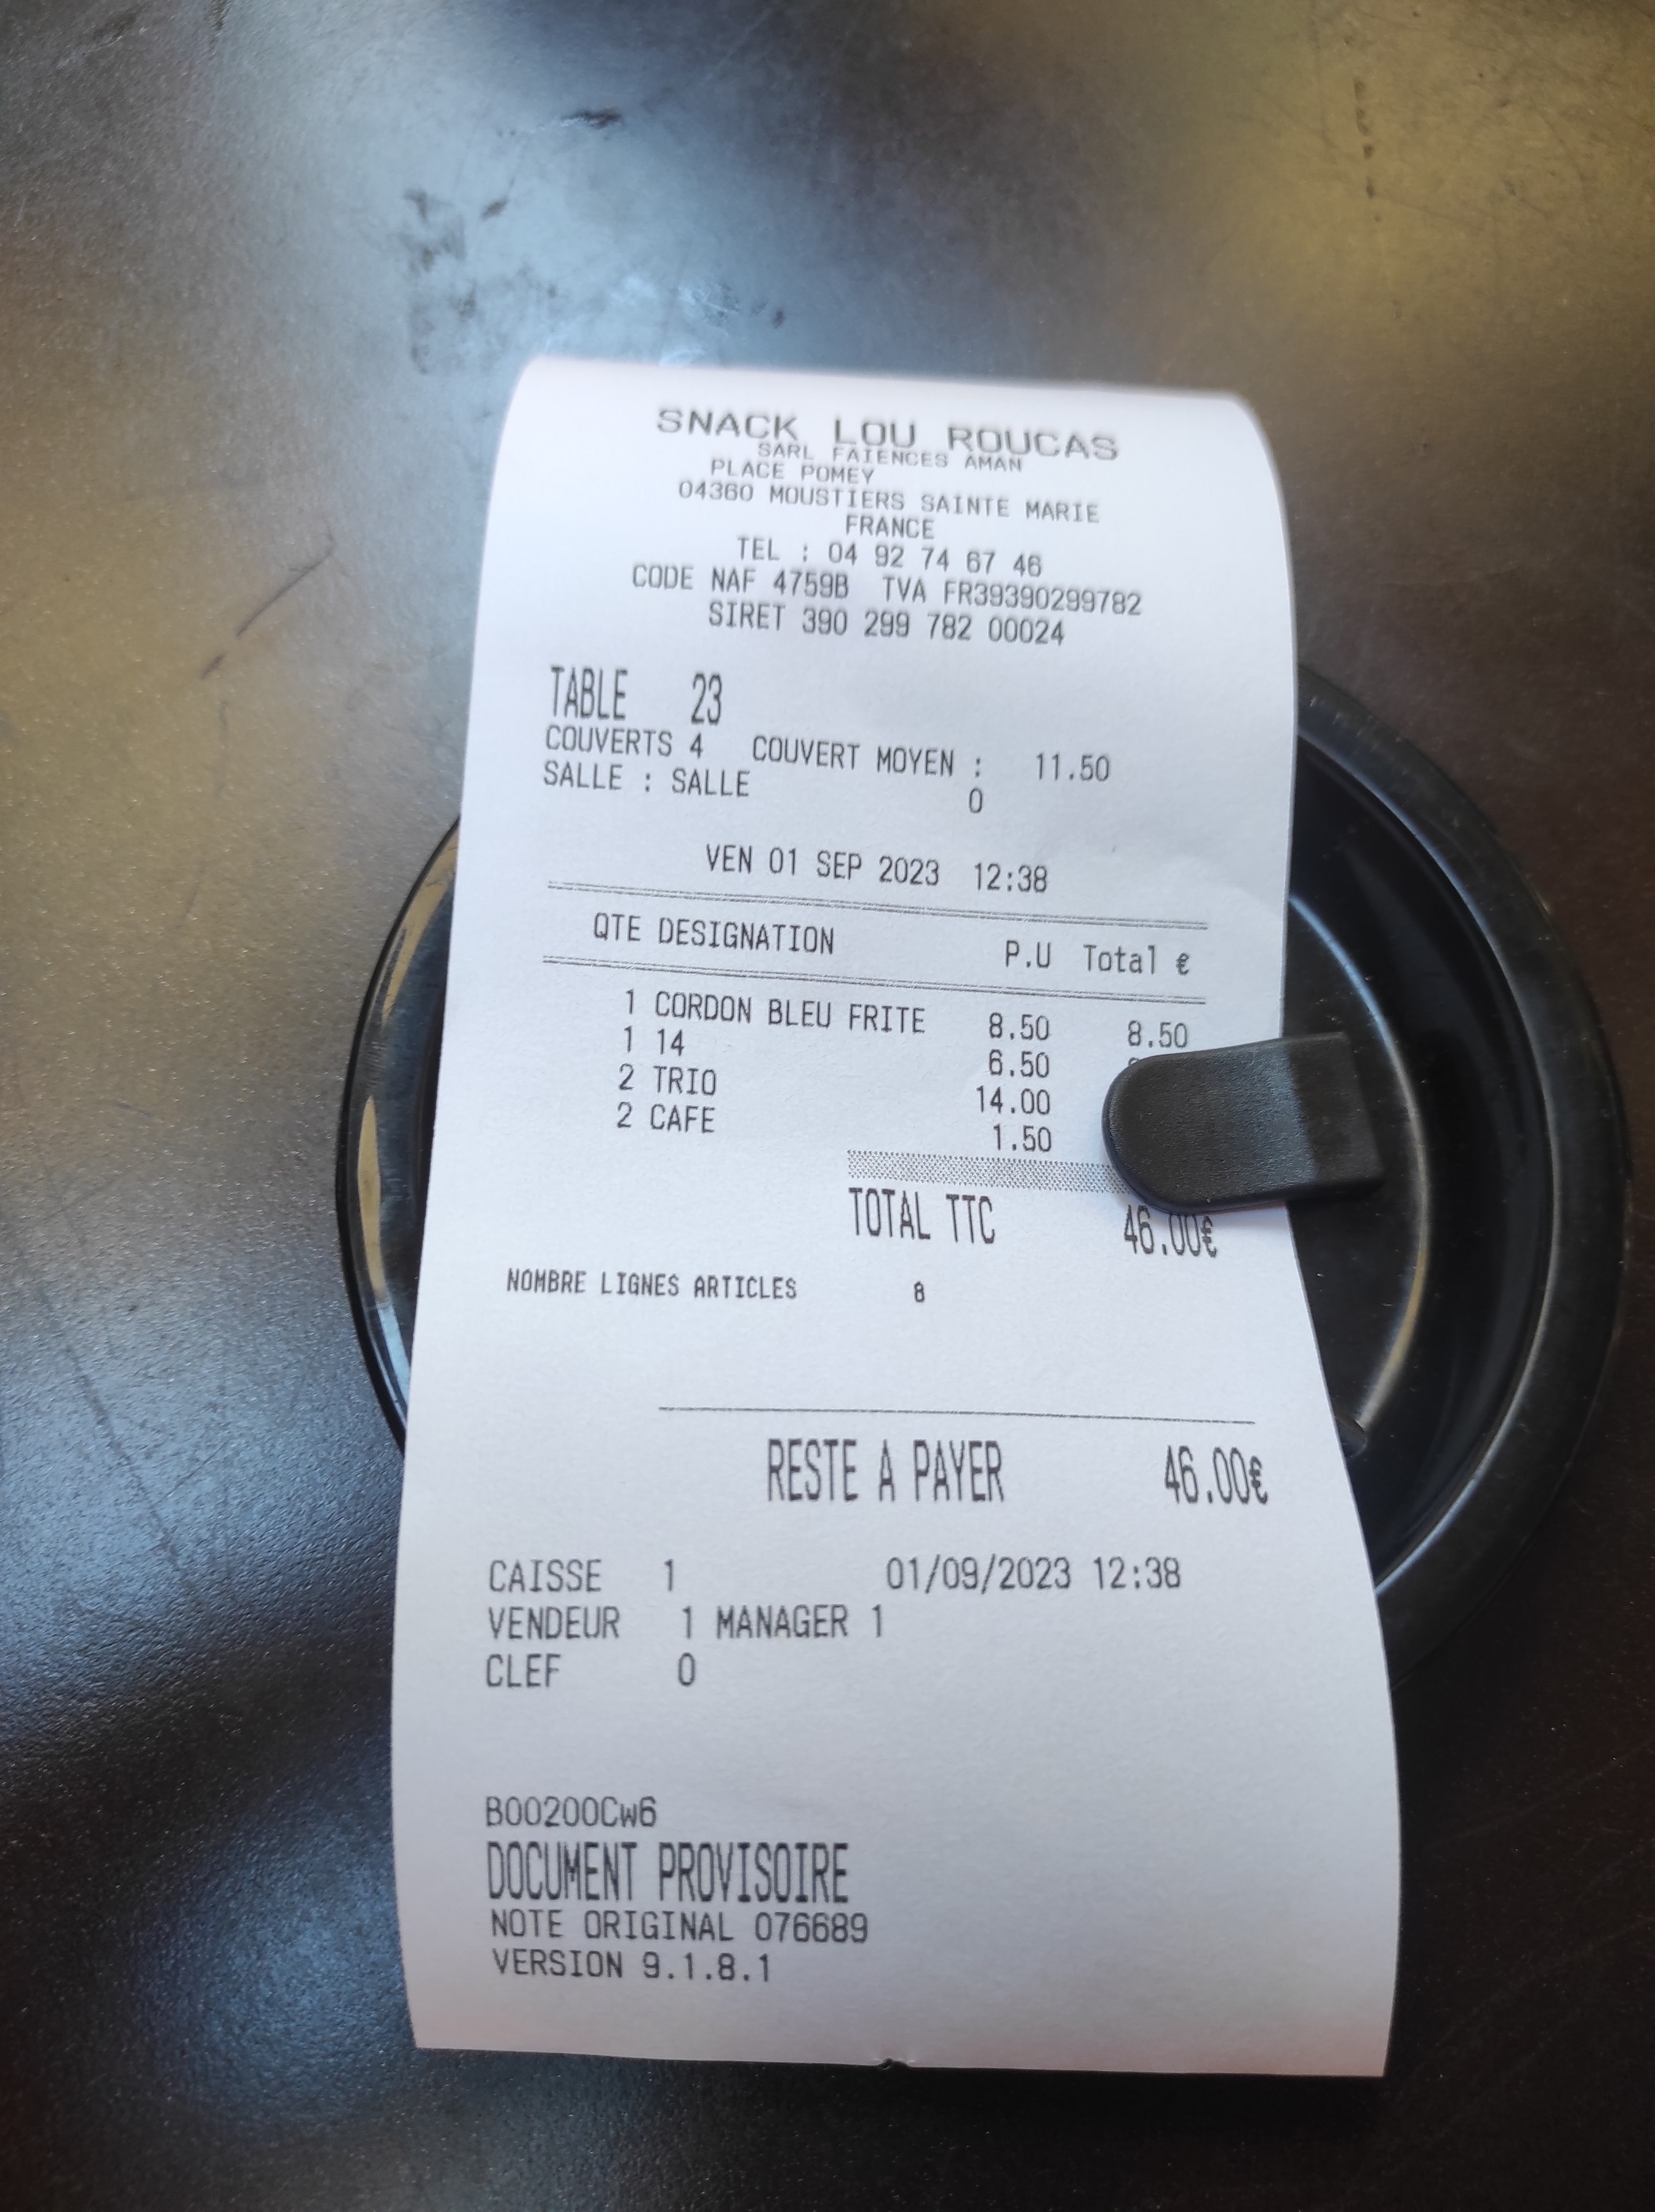 SNACK LOU ROUCAS
SARL FAIENCES AMAN
PLACE POMEY
04360 MOUSTIERS SAINTE MARIE
FRANCE
TEL : 04 92 74 67 46
CODE NAF 4759B TVA FR39390299782
SIRET 390 299 782 00024
TABLE 23
COUVERTS 4 COUVERT MOYEN : 11.50
SALLE : SALLE 0
VEN 01 SEP 2023 12:38
QTE DESIGNATION P.U Total €
1 CORDON BLEU FRITE 8.50 8.50
1 14 6.50
2 TRIO 14.00
2 CAFE 1.50
TOTAL TTC 46.00€
NOMBRE LIGNES ARTICLES 8
RESTE A PAYER 46.00€
CAISSE 1 01/09/2023 12:38
VENDEUR 1 MANAGER 1
CLEF 0
B00200Cw6
DOCUMENT PROVISOIRE
NOTE ORIGINAL 076689
VERSION 9.1.8.1